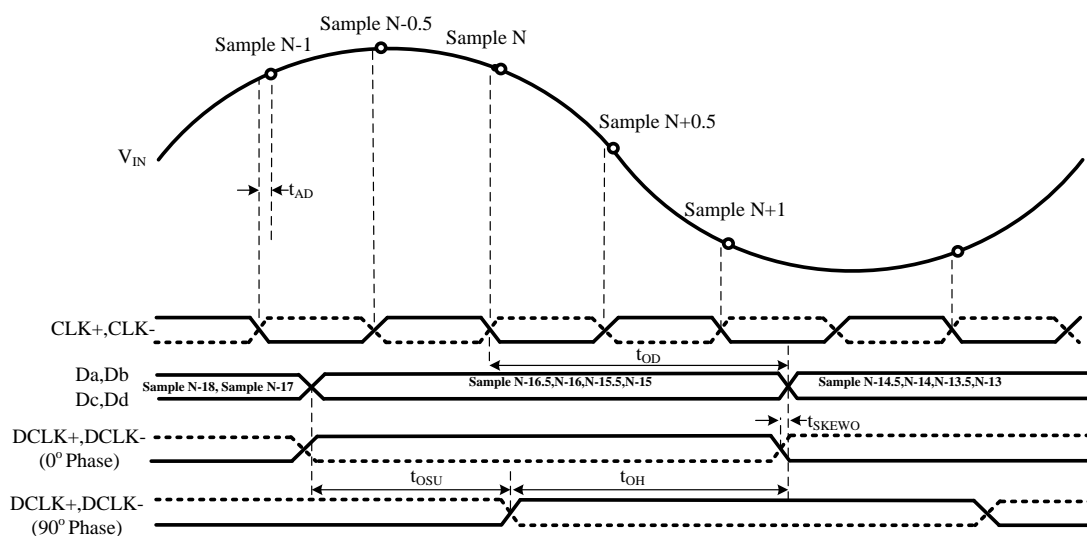 Sample N-0.5
Sample N-1
Sample N
Sample N+0.5
V_IN
t_AD
Sample N+1
CLK+,CLK-
t_OD
Da,Db
Dc,Dd
Sample N-18, Sample N-17
Sample N-16.5,N-16,N-15.5,N-15
Sample N-14.5,N-14,N-13.5,N-13
DCLK+,DCLK-
(0° Phase)
t_SKEWO
t_OSU
t_OH
DCLK+,DCLK-
(90° Phase)